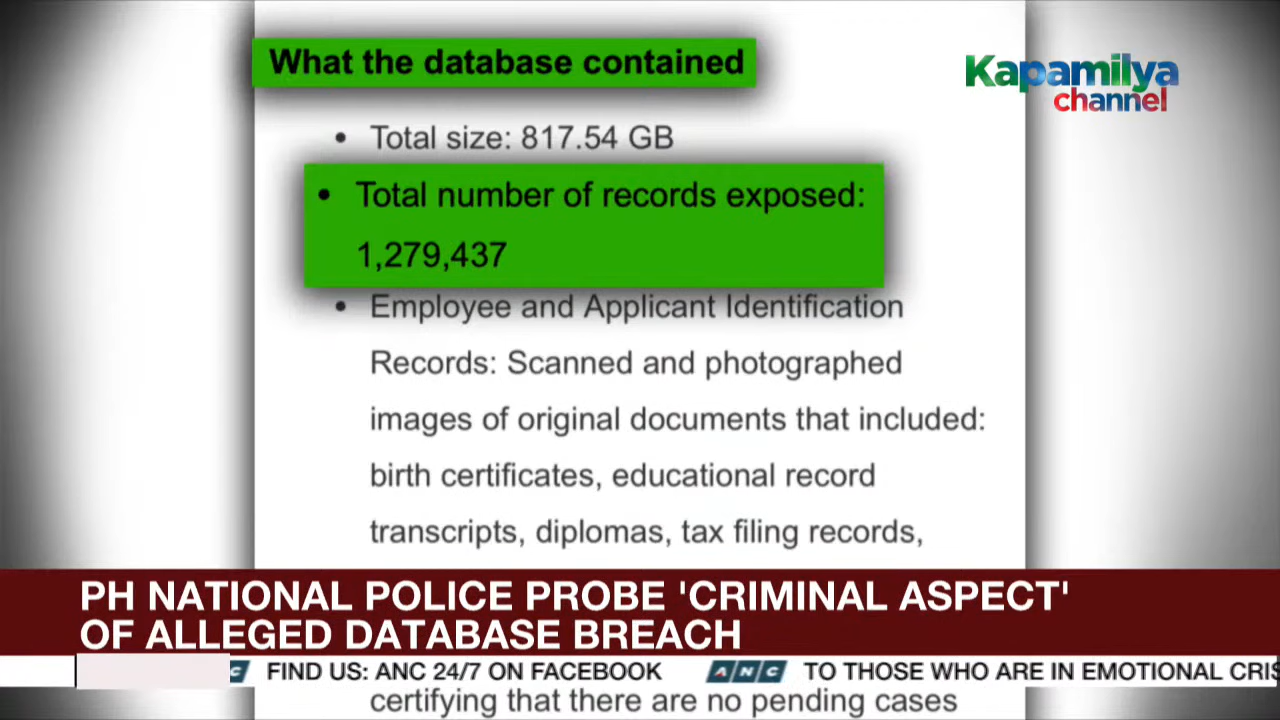 What the database contained
Kapamilya
channel
• Total size: 817.54 GB
• Total number of records exposed:
1,279,437
• Employee and Applicant Identification
Records: Scanned and photographed
images of original documents that included:
birth certificates, educational record
transcripts, diplomas, tax filing records,
PH NATIONAL POLICE PROBE 'CRIMINAL ASPECT'
OF ALLEGED DATABASE BREACH
FIND US: ANC 24/7 ON FACEBOOK ANC TO THOSE WHO ARE IN EMOTIONAL CRIS
certifying that there are no pending cases